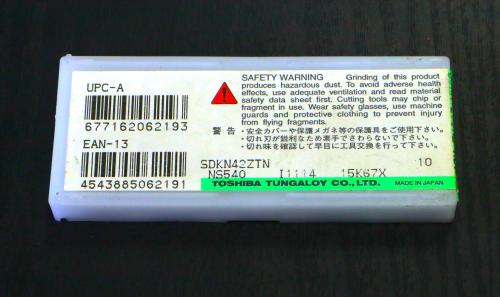 UPC-A
677162062193
EAN-13
4543885062191
SAFETY WARNING Grinding of this product
produces hazardous dust. To avoid adverse health
effects, use adequate ventilation and read material
safety data sheet first. Cutting tools may chip or
fragment in use. Wear safety glasses, use machine
guards and protective clothing to prevent injury
from flying fragments.
警告・安全カバーや保護メガネ等の保護具をご使用下さい。
・切れ刃が鋭利なため素手でさわらないで下さい。
・切れ味を確認して早目に工具交換を行って下さい。
SDKN42ZTN 10
NS540 I1114 15K67X
TOSHIBA TUNGALOY CO., LTD. MADE IN JAPAN